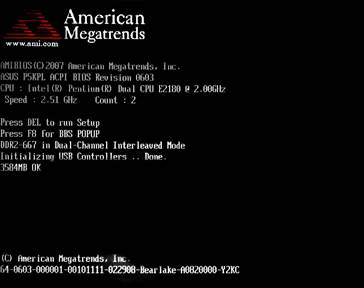 American
Megatrends
www.ami.com
AMIBIOS(C)2007 American Megatrends, Inc.
ASUS P5KPL ACPI BIOS Revision 0603
CPU : Intel(R) Pentium(R) Dual CPU E2180 @ 2.00GHz
Speed : 2.51 GHz Count : 2
Press DEL to run Setup
Press F8 for BBS POPUP
DDR2-667 in Dual-Channel Interleaved Mode
Initializing USB Controllers .. Done.
3584MB OK
(C) American Megatrends, Inc.
64-0603-000001-00101111-022908-Bearlake-A0820000-Y2KC